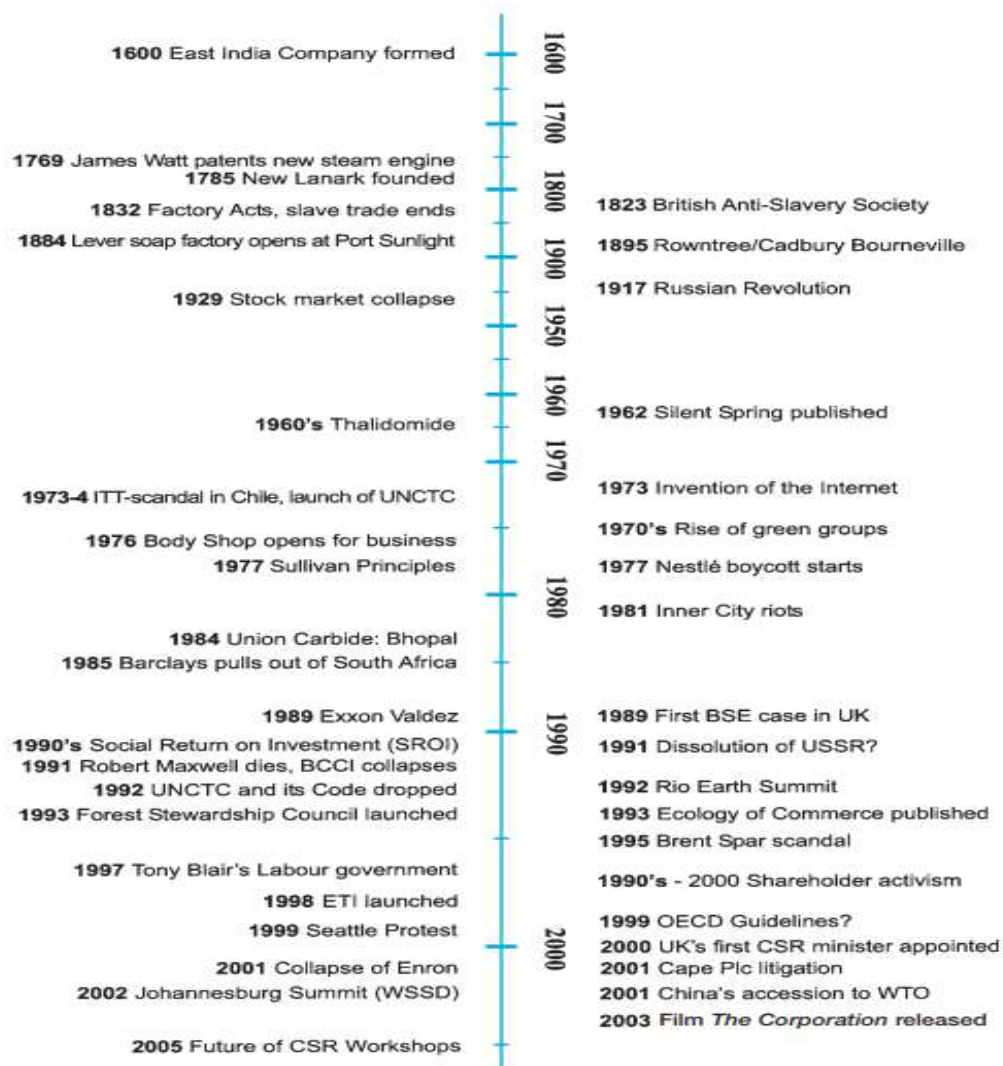 1600 East India Company formed
1769 James Watt patents new steam engine
1785 New Lanark founded
1832 Factory Acts, slave trade ends
1884 Lever soap factory opens at Port Sunlight
1929 Stock market collapse
1960's Thalidomide
1973-4 ITT-scandal in Chile, launch of UNCTC
1976 Body Shop opens for business
1977 Sullivan Principles
1984 Union Carbide: Bhopal
1985 Barclays pulls out of South Africa
1989 Exxon Valdez
1990's Social Return on Investment (SROI)
1991 Robert Maxwell dies, BCCI collapses
1992 UNCTC and its Code dropped
1993 Forest Stewardship Council launched
1997 Tony Blair's Labour government
1998 ETI launched
1999 Seattle Protest
2001 Collapse of Enron
2002 Johannesburg Summit (WSSD)
2005 Future of CSR Workshops
1600
1700
1800
1900
1950
1960
1970
1980
1990
2000
1823 British Anti-Slavery Society
1895 Rowntree/Cadbury Bourneville
1917 Russian Revolution
1962 Silent Spring published
1973 Invention of the Internet
1970's Rise of green groups
1977 Nestlé boycott starts
1981 Inner City riots
1989 First BSE case in UK
1991 Dissolution of USSR?
1992 Rio Earth Summit
1993 Ecology of Commerce published
1995 Brent Spar scandal
1990's - 2000 Shareholder activism
1999 OECD Guidelines?
2000 UK's first CSR minister appointed
2001 Cape Plc litigation
2001 China's accession to WTO
2003 Film The Corporation released